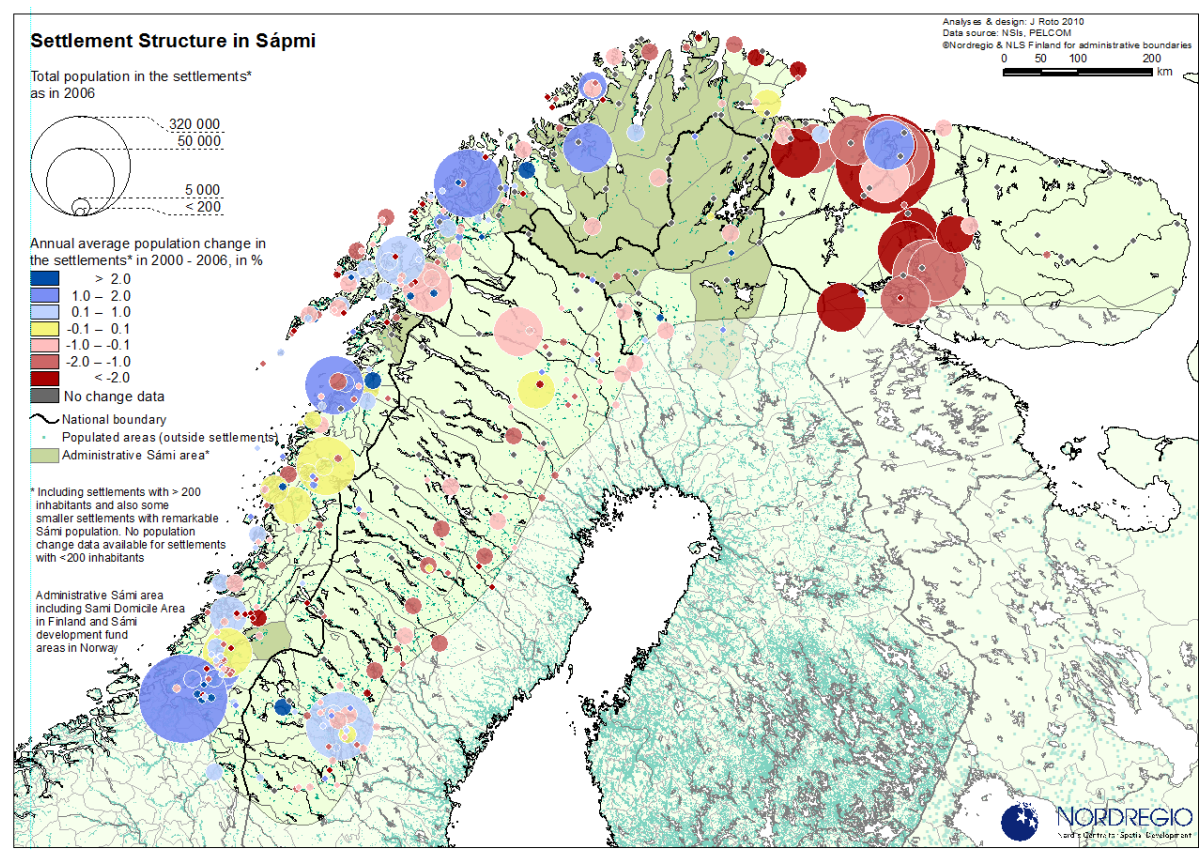 Settlement Structure in Sápmi
Total population in the settlements*
as in 2006
320 000
50 000
5 000
< 200
Annual average population change in
the settlements* in 2000 - 2006, in %
> 2.0
1.0 – 2.0
0.1 – 1.0
-0.1 – 0.1
-1.0 – -0.1
-2.0 – -1.0
< -2.0
No change data
National boundary
Populated areas (outside settlements)
Administrative Sámi area*
* Including settlements with > 200
inhabitants and also some
smaller settlements with remarkable
Sámi population. No population
change data available for settlements
with <200 inhabitants
Administrative Sámi area
including Sami Domicile Area
in Finland and Sámi
development fund
areas in Norway
Analyses & design: J Roto 2010
Data source: NSIs, PELCOM
©Nordregio & NLS Finland for administrative boundaries
0 50 100 200
km
NORDREGIO
Nordic Centre for Spatial Development